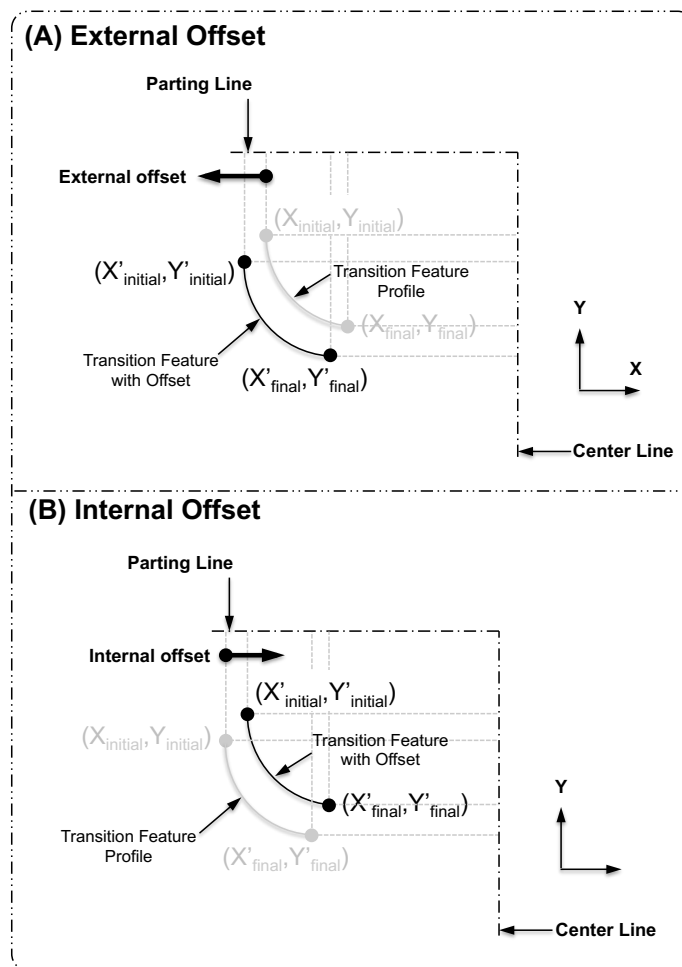 (A) External Offset
Parting Line
External offset
(X_initial,Y_initial)
(X'_initial,Y'_initial)
Transition Feature
Profile
(X_final,Y_final)
Transition Feature
with Offset
(X'_final,Y'_final)
Y
X
Center Line
(B) Internal Offset
Parting Line
Internal offset
(X'_initial,Y'_initial)
(X_initial,Y_initial)
Transition Feature
with Offset
(X'_final,Y'_final)
Transition Feature
Profile
(X'_final,Y'_final)
Y
Center Line